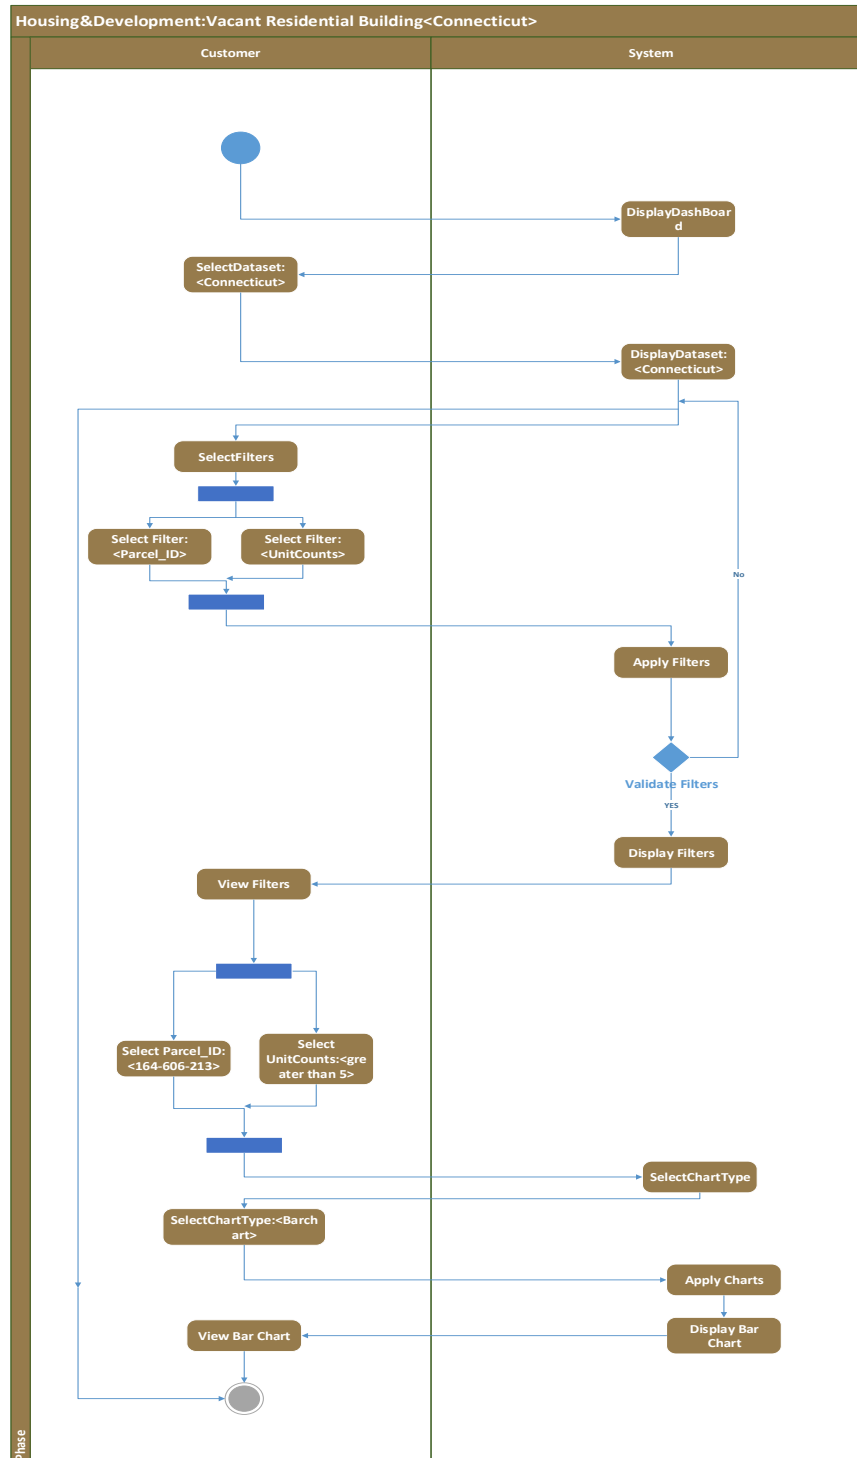 Housing&Development:Vacant Residential Building<Connecticut>
Customer
System
DisplayDashBoar
d
SelectDataset:
<Connecticut>
DisplayDataset:
<Connecticut>
SelectFilters
Select Filter:
<Parcel_ID>
Select Filter:
<UnitCounts>
No
Apply Filters
Validate Filters
YES
Display Filters
View Filters
Select Parcel_ID:
<164-606-213>
Select
UnitCounts:<gre
ater than 5>
SelectChartType
SelectChartType:<Barch
art>
Apply Charts
View Bar Chart
Display Bar
Chart
Phase